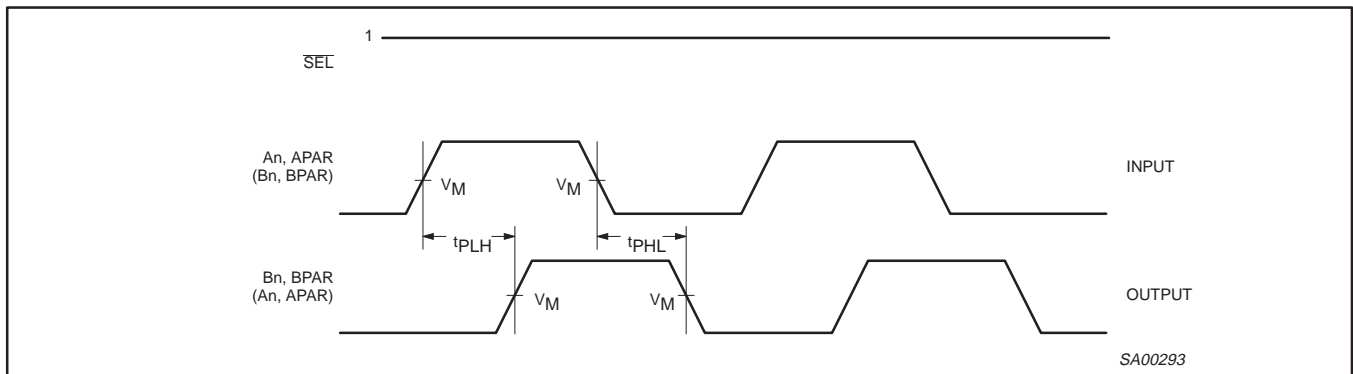 1
SEL
An, APAR
(Bn, BPAR)
INPUT
VM
VM
tPLH
tPHL
Bn, BPAR
(An, APAR)
OUTPUT
VM
VM
SA00293